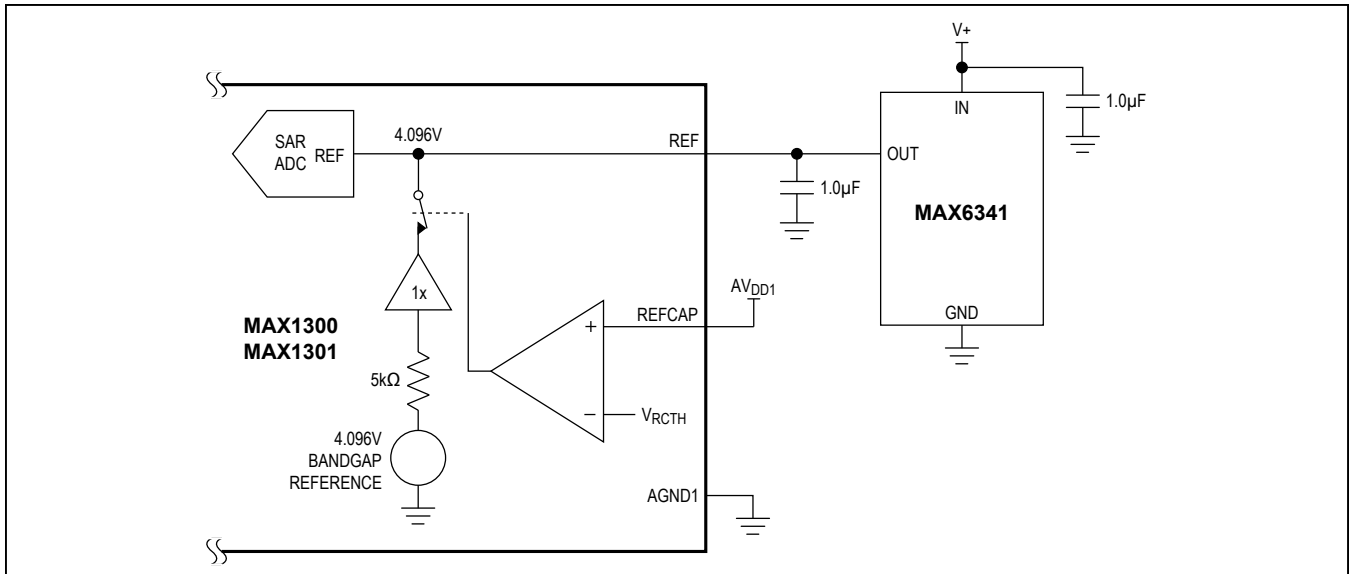 V+
1.0µF
IN
4.096V
REF
SAR
ADC
REF
OUT
1.0µF
MAX6341
1x
AVDD1
REFCAP
GND
MAX1300
MAX1301
+
5kΩ
−
VRCTH
4.096V
BANDGAP
REFERENCE
AGND1